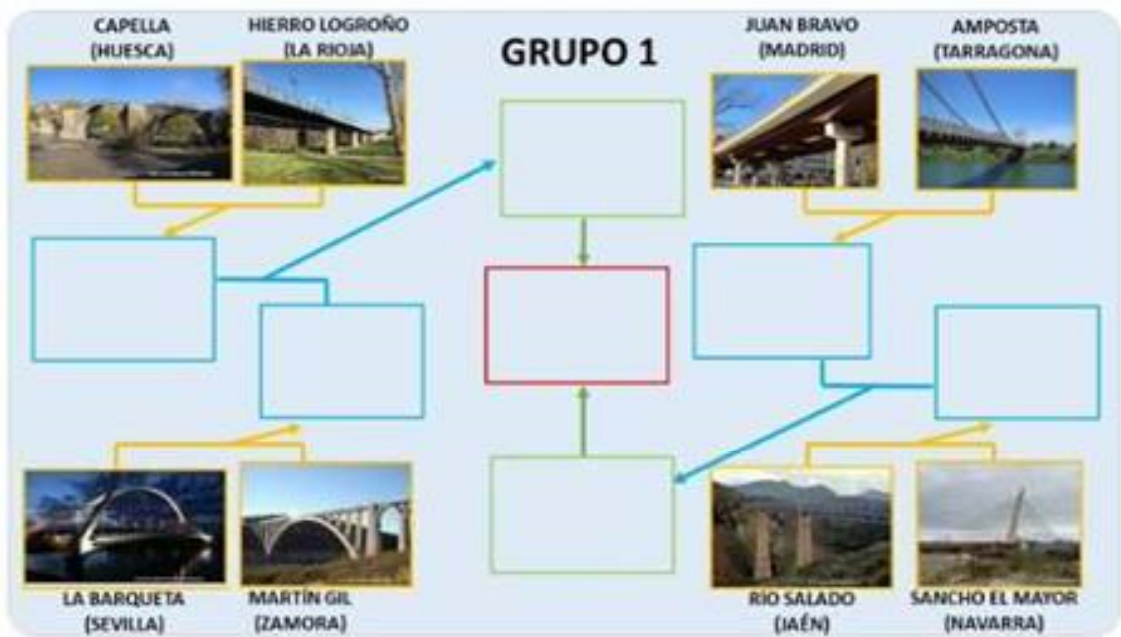 CAPELLA
(HUESCA)
HIERRO LOGROÑO
(LA RIOJA)
GRUPO 1
JUAN BRAVO
(MADRID)
AMPOSTA
(TARRAGONA)
LA BARQUETA
(SEVILLA)
MARTÍN GIL
(ZAMORA)
RÍO SALADO
(JAÉN)
SANCHO EL MAYOR
(NAVARRA)